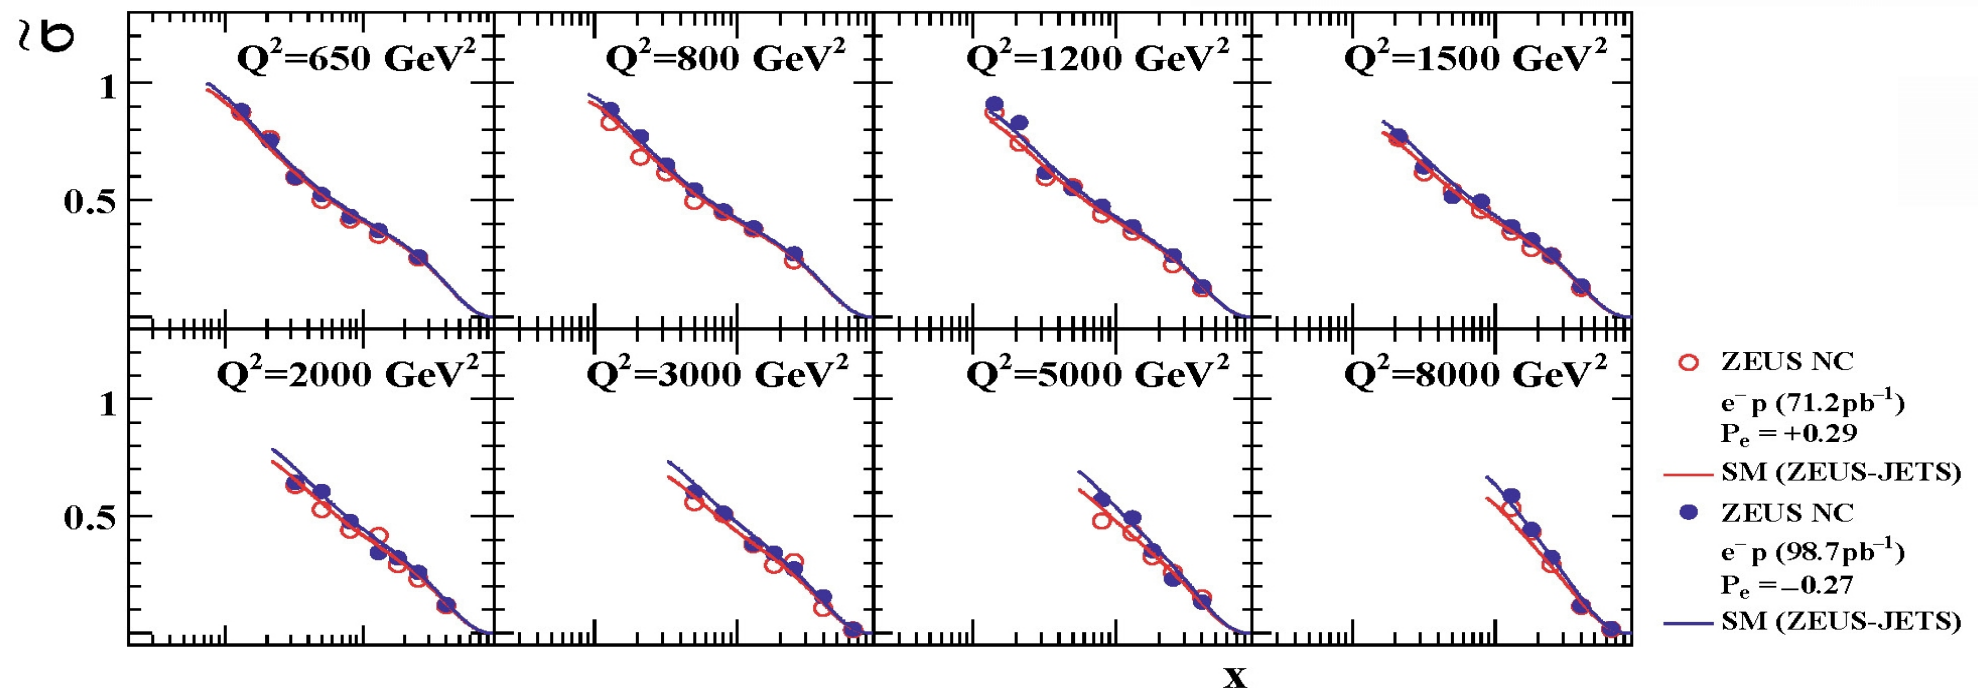 σ̃
Q²=650 GeV²
Q²=800 GeV²
Q²=1200 GeV²
Q²=1500 GeV²
1
0.5
Q²=2000 GeV²
Q²=3000 GeV²
Q²=5000 GeV²
Q²=8000 GeV²
1
0.5
x
ZEUS NC
e⁻ p (71.2pb⁻¹)
Pₑ = +0.29
SM (ZEUS-JETS)
ZEUS NC
e⁻ p (98.7pb⁻¹)
Pₑ = –0.27
SM (ZEUS-JETS)